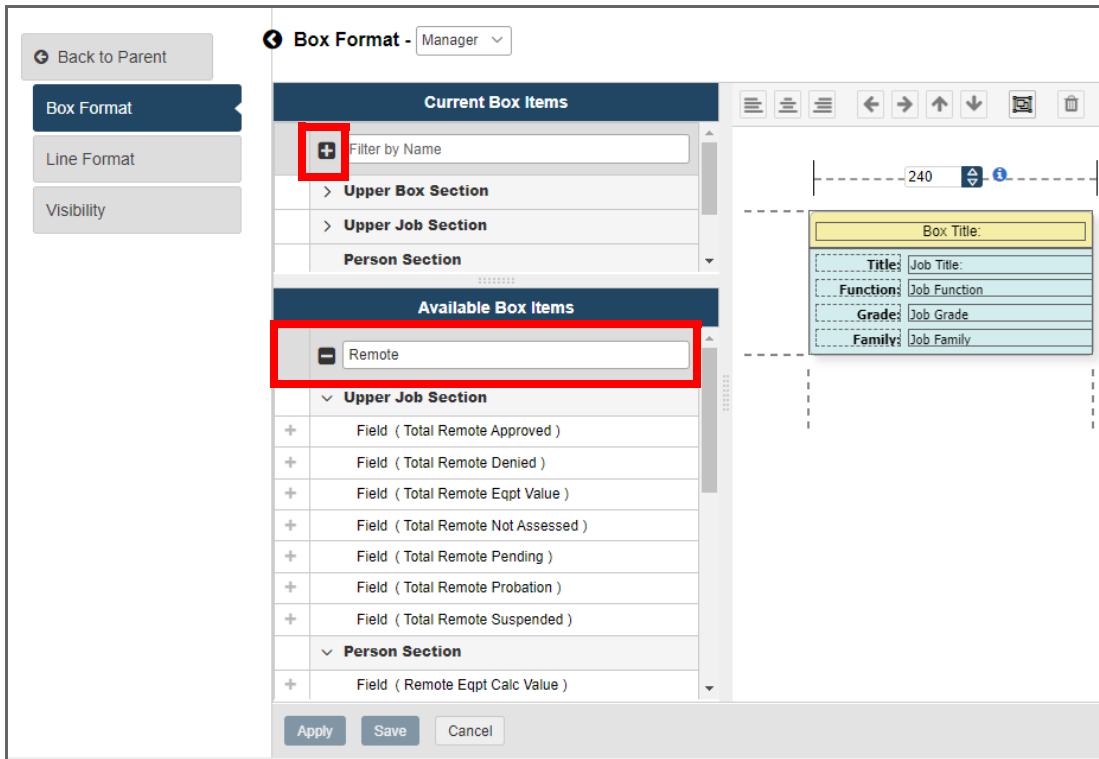 Back to Parent
Box Format
Line Format
Visibility
Box Format - Manager
Current Box Items
Filter by Name
Upper Box Section
Upper Job Section
Person Section
Available Box Items
Remote
Upper Job Section
Field ( Total Remote Approved )
Field ( Total Remote Denied )
Field ( Total Remote Eqpt Value )
Field ( Total Remote Not Assessed )
Field ( Total Remote Pending )
Field ( Total Remote Probation )
Field ( Total Remote Suspended )
Person Section
Field ( Remote Eqpt Calc Value )
Apply Save Cancel
240
Box Title:
Title: Job Title:
Function: Job Function
Grade: Job Grade
Family: Job Family